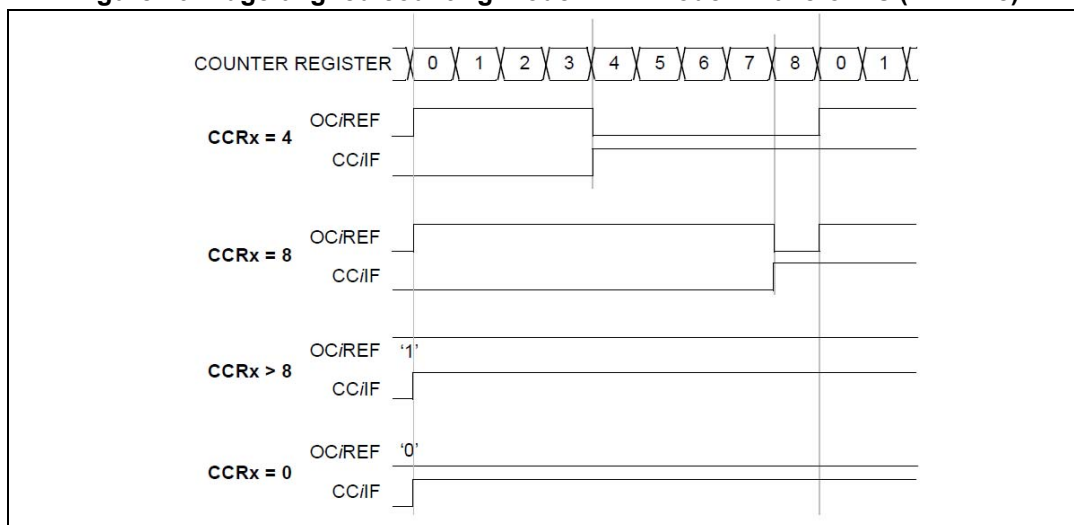 COUNTER REGISTER 0 1 2 3 4 5 6 7 8 0 1
CCRx = 4 OCiREF
CCiIF
CCRx = 8 OCiREF
CCiIF
CCRx > 8 OCiREF '1'
CCiIF
CCRx = 0 OCiREF '0'
CCiIF